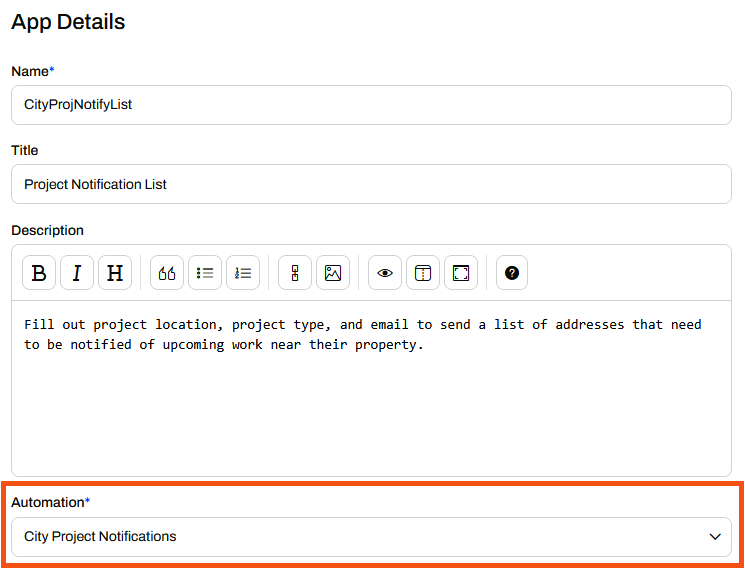 App Details
Name*
CityProjNotifyList
Title
Project Notification List
Description
B I H
Fill out project location, project type, and email to send a list of addresses that need
to be notified of upcoming work near their property.
Automation*
City Project Notifications